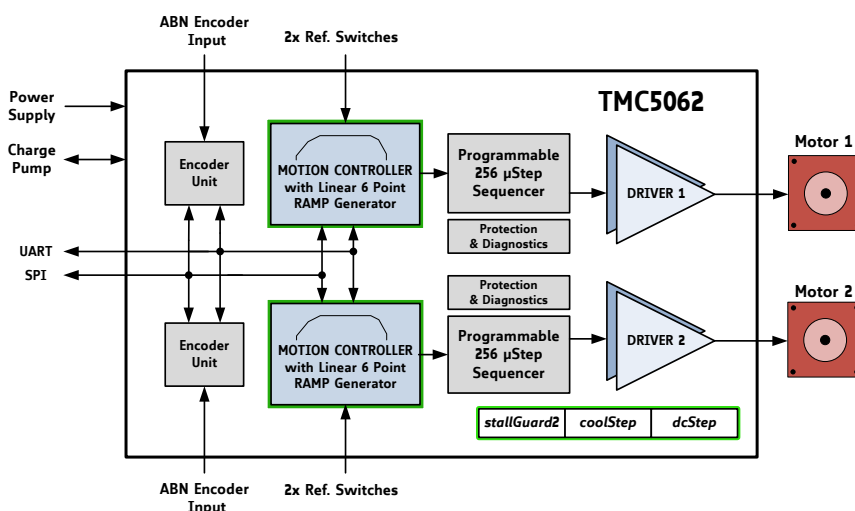 ABN Encoder
Input
2x Ref. Switches
Power
Supply
TMC5062
Motor 1
Charge
Pump
Encoder
Unit
MOTION CONTROLLER
with Linear 6 Point
RAMP Generator
Programmable
256 µStep
Sequencer
DRIVER 1
Protection
& Diagnostics
UART
SPI
Protection
& Diagnostics
Motor 2
Encoder
Unit
MOTION CONTROLLER
with Linear 6 Point
RAMP Generator
Programmable
256 µStep
Sequencer
DRIVER 2
stallGuard2
coolStep
dcStep
ABN Encoder
Input
2x Ref. Switches